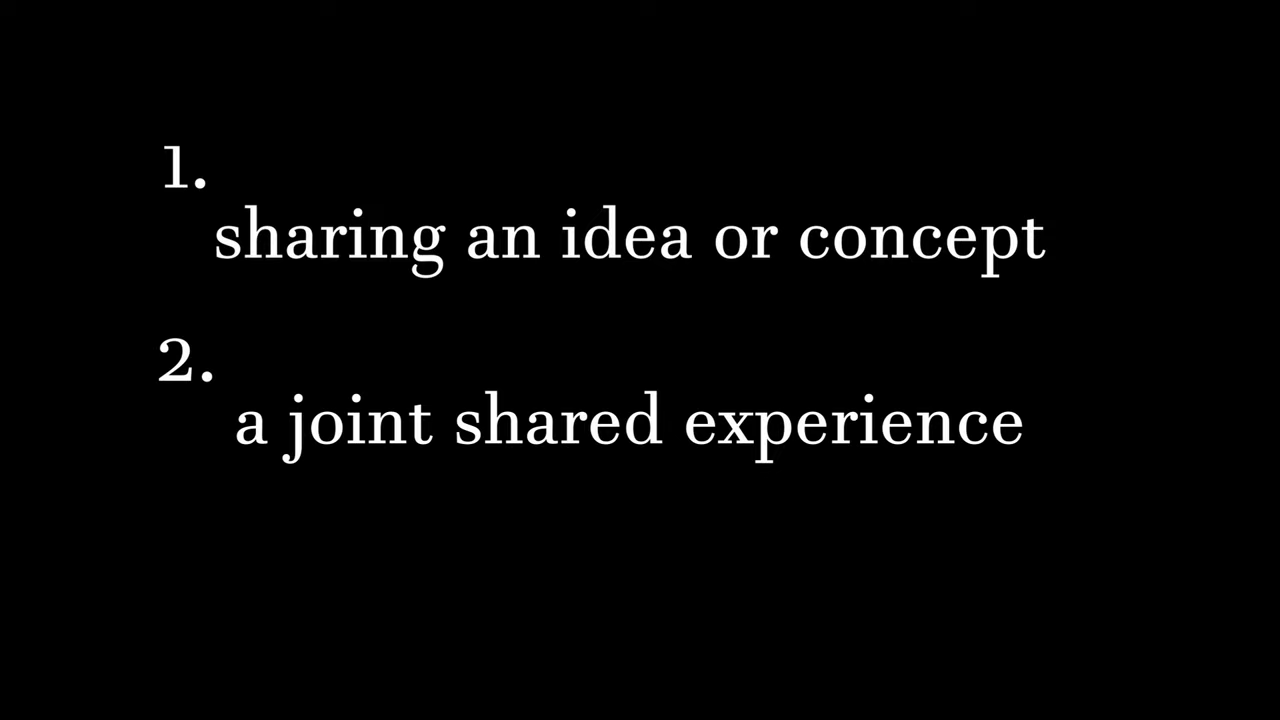 1.
sharing an idea or concept
2.
a joint shared experience